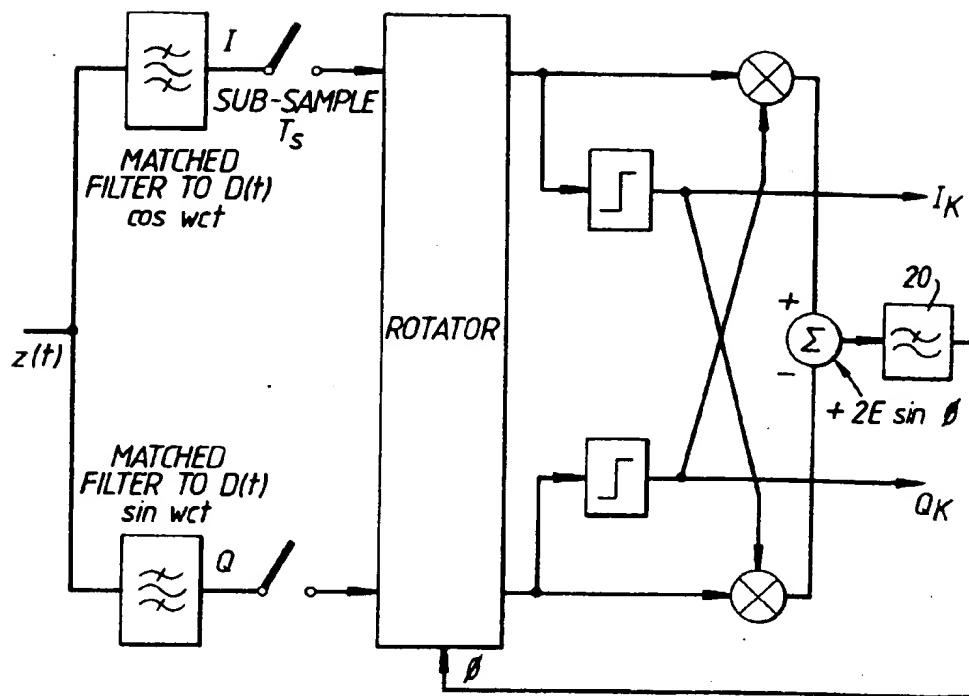 I
SUB-SAMPLE
Ts
MATCHED
FILTER TO D(t)
cos wct
IK
ROTATOR
20
z(t)
+
Σ
−
+ 2E sin ø
MATCHED
FILTER TO D(t)
sin wct
QK
Q
ø